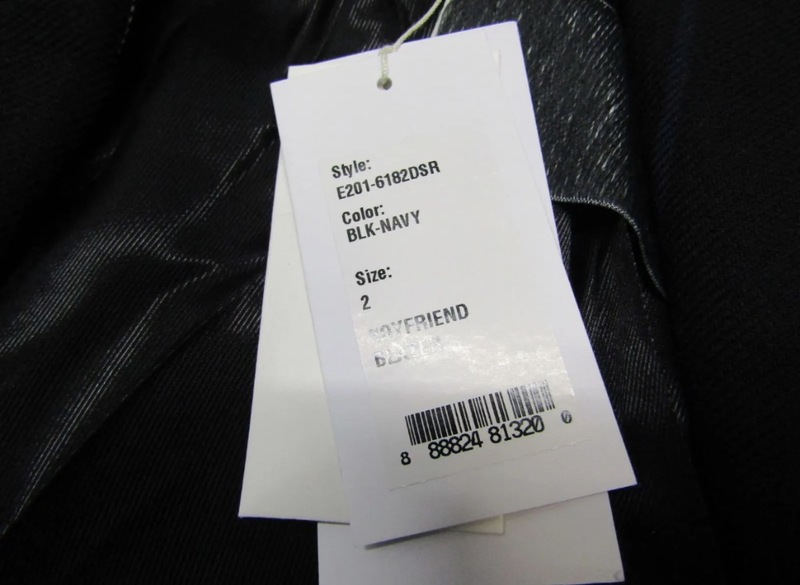 Style:
E201-6182DSR
Color:
BLK-NAVY
Size:
2
BOYFRIEND
8 88824 81320 0